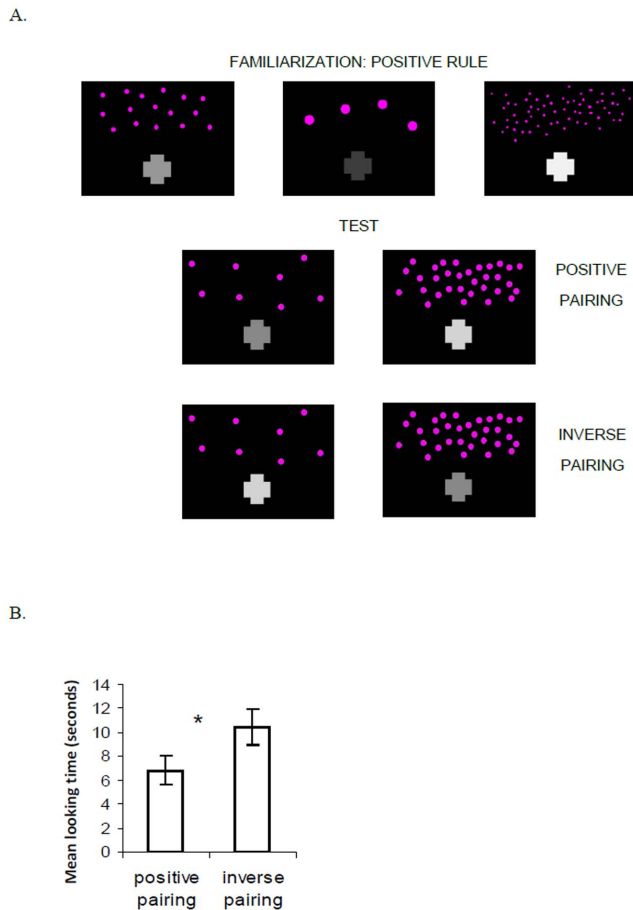 A.
FAMILIARIZATION: POSITIVE RULE
TEST
POSITIVE
PAIRING
INVERSE
PAIRING
B.
Mean looking time (seconds)
14
12
10
8
6
4
2
0
*
positive
pairing
inverse
pairing